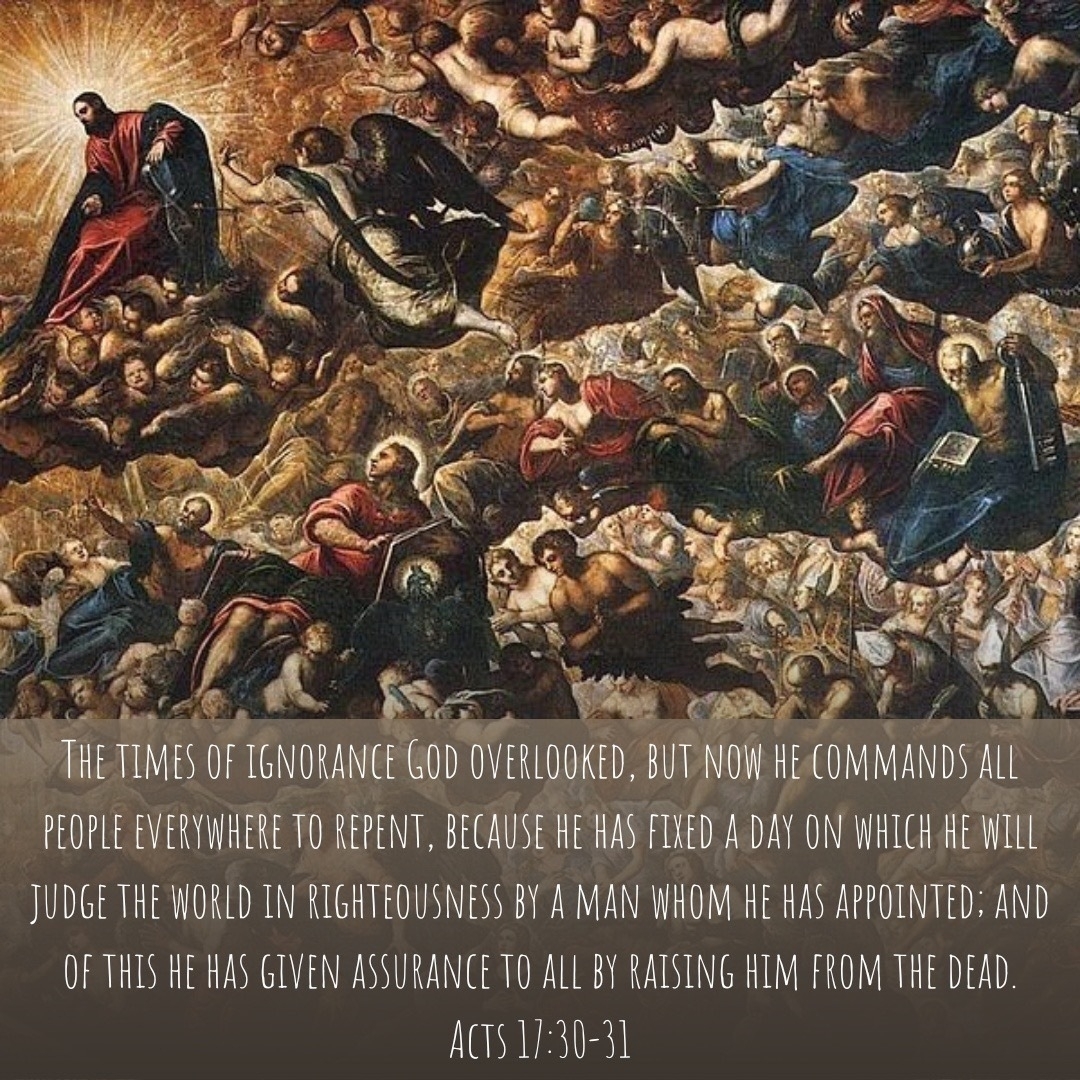 SERAPHINI
The times of ignorance God overlooked, but now he commands all
people everywhere to repent, because he has fixed a day on which he will
judge the world in righteousness by a man whom he has appointed; and
of this he has given assurance to all by raising him from the dead.
Acts 17:30-31